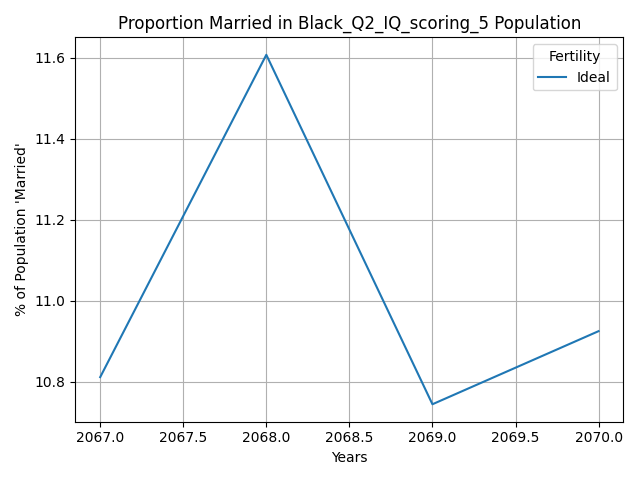 Proportion Married in Black_Q2_IQ_scoring_5 Population
Fertility
Ideal
% of Population 'Married'
11.6
11.4
11.2
11.0
10.8
2067.0 2067.5 2068.0 2068.5 2069.0 2069.5 2070.0
Years